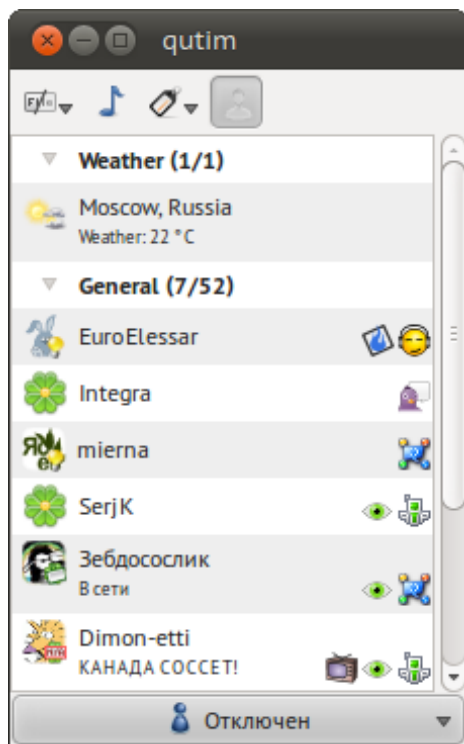 qutim
Weather (1/1)
Moscow, Russia
Weather: 22 °C
General (7/52)
EuroElessar
Integra
mierna
SerjK
Зебдосослик
В сети
Dimon-etti
КАНАДА СОССЕТ!
Отключен